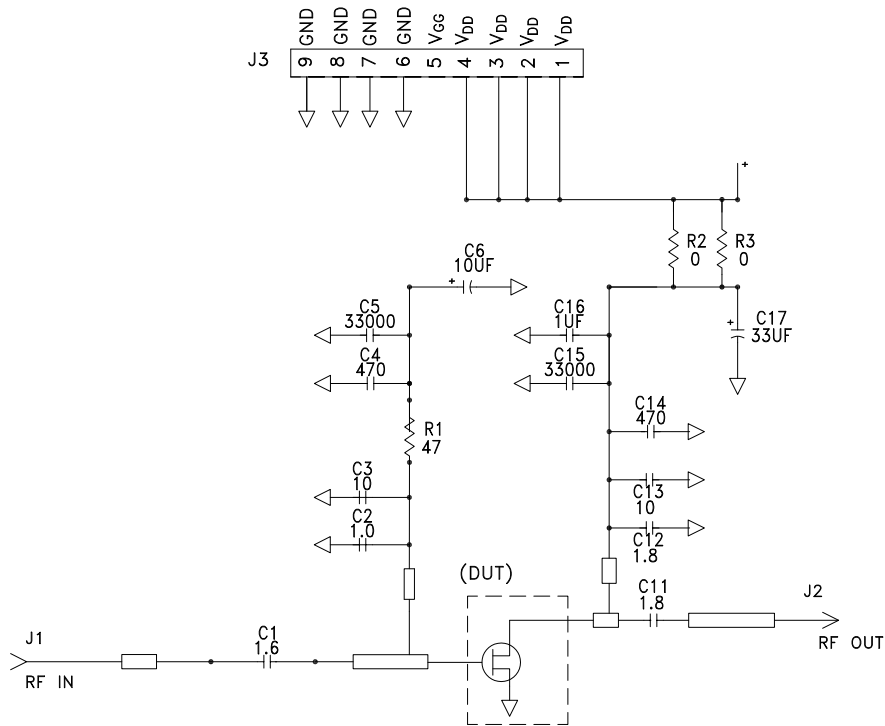 GND
GND
GND
GND
VGG
VDD
VDD
VDD
VDD
J3
9 8 7 6 5 4 3 2 1
+
R2
0
R3
0
C6
10UF
+
C5
33000
C16
1UF
+
C17
33UF
C4
470
C15
33000
C14
470
R1
47
C3
10
C13
10
C2
1.0
C12
1.8
(DUT)
C11
1.8
J2
RF OUT
J1
RF IN
C1
1.6